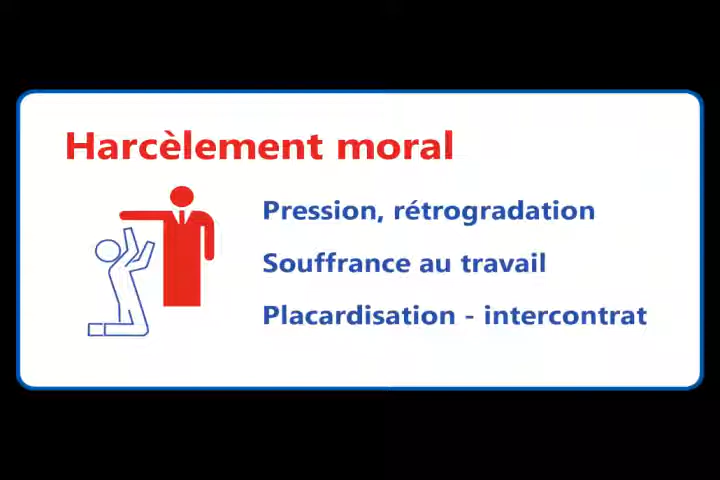 Harcèlement moral
Pression, rétrogradation
Souffrance au travail
Placardisation - intercontrat